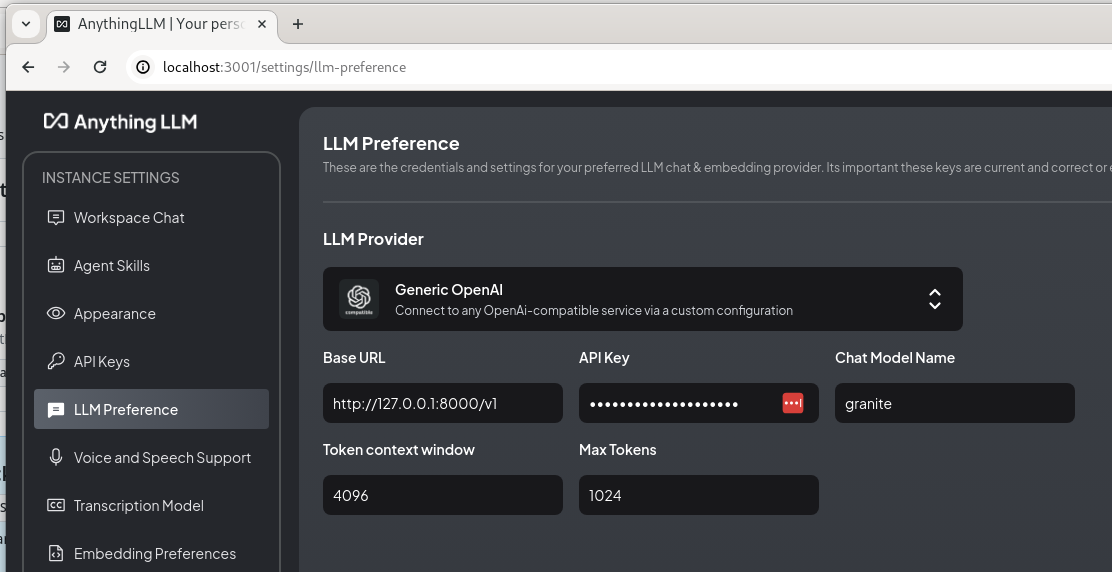 AnythingLLM | Your pers
localhost:3001/settings/llm-preference
Anything LLM
INSTANCE SETTINGS
Workspace Chat
Agent Skills
Appearance
API Keys
LLM Preference
Voice and Speech Support
Transcription Model
Embedding Preferences
LLM Preference
These are the credentials and settings for your preferred LLM chat & embedding provider. Its important these keys are current and correct or
LLM Provider
Generic OpenAI
Connect to any OpenAi-compatible service via a custom configuration
compatible
Base URL
API Key
Chat Model Name
http://127.0.0.1:8000/v1
••••••••••••••••••••
granite
Token context window
Max Tokens
4096
1024